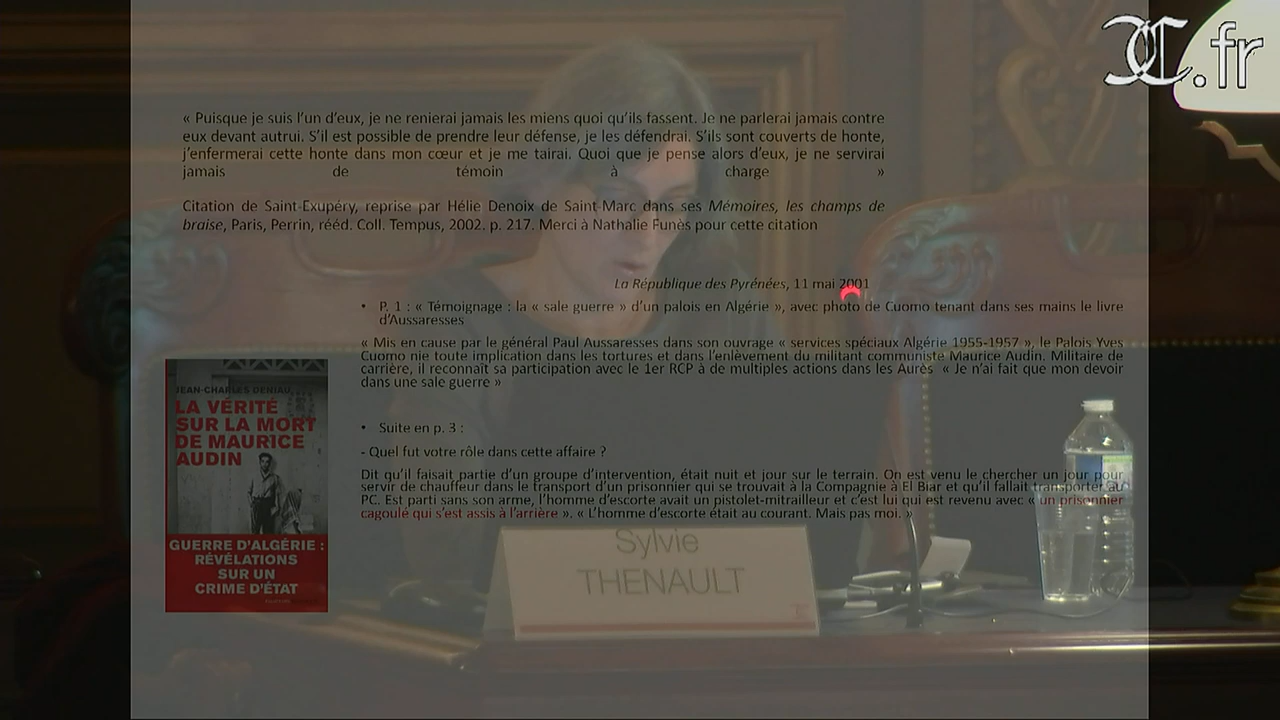 CC.fr
« Puisque je suis l'un d'eux, je ne renierai jamais les miens quoi qu'ils fassent. Je ne parlerai jamais contre
eux devant autrui. S'il est possible de prendre leur défense, je les défendrai. S'ils sont couverts de honte,
j'enfermerai cette honte dans mon cœur et je me tairai. Quoi que je pense alors d'eux, je ne servirai
jamais de témoin à charge »
Citation de Saint-Exupéry, reprise par Hélie Denoix de Saint-Marc dans ses Mémoires, les champs de
braise, Paris, Perrin, rééd. Coll. Tempus, 2002. p. 217. Merci à Nathalie Funès pour cette citation
La République des Pyrénées, 11 mai 2001
• P. 1 : « Témoignage : la « sale guerre » d'un palois en Algérie », avec photo de Cuomo tenant dans ses mains le livre
d'Aussaresses
« Mis en cause par le général Paul Aussaresses dans son ouvrage « services spéciaux Algérie 1955-1957 », le Palois Yves
Cuomo nie toute implication dans les tortures et dans l'enlèvement du militant communiste Maurice Audin. Militaire de
carrière, il reconnaît sa participation avec le 1er RCP à de multiples actions dans les Aurès « Je n'ai fait que mon devoir
dans une sale guerre »
• Suite en p. 3 :
- Quel fut votre rôle dans cette affaire ?
Dit qu'il faisait partie d'un groupe d'intervention, était nuit et jour sur le terrain. On est venu le chercher un jour pour
servir de chauffeur dans le transport d'un prisonnier qui se trouvait à la Compagnie à El Biar et qu'il fallait transporter au
PC. Est parti sans son arme, l'homme d'escorte avait un pistolet-mitrailleur et c'est lui qui est revenu avec « un prisonnier
cagoulé qui s'est assis à l'arrière ». « L'homme d'escorte était au courant. Mais pas moi. »
JEAN-CHARLES DENIAU
LA VÉRITÉ
SUR LA MORT
DE MAURICE
AUDIN
GUERRE D'ALGÉRIE :
RÉVÉLATIONS
SUR UN
CRIME D'ÉTAT
Sylvie
THENAULT